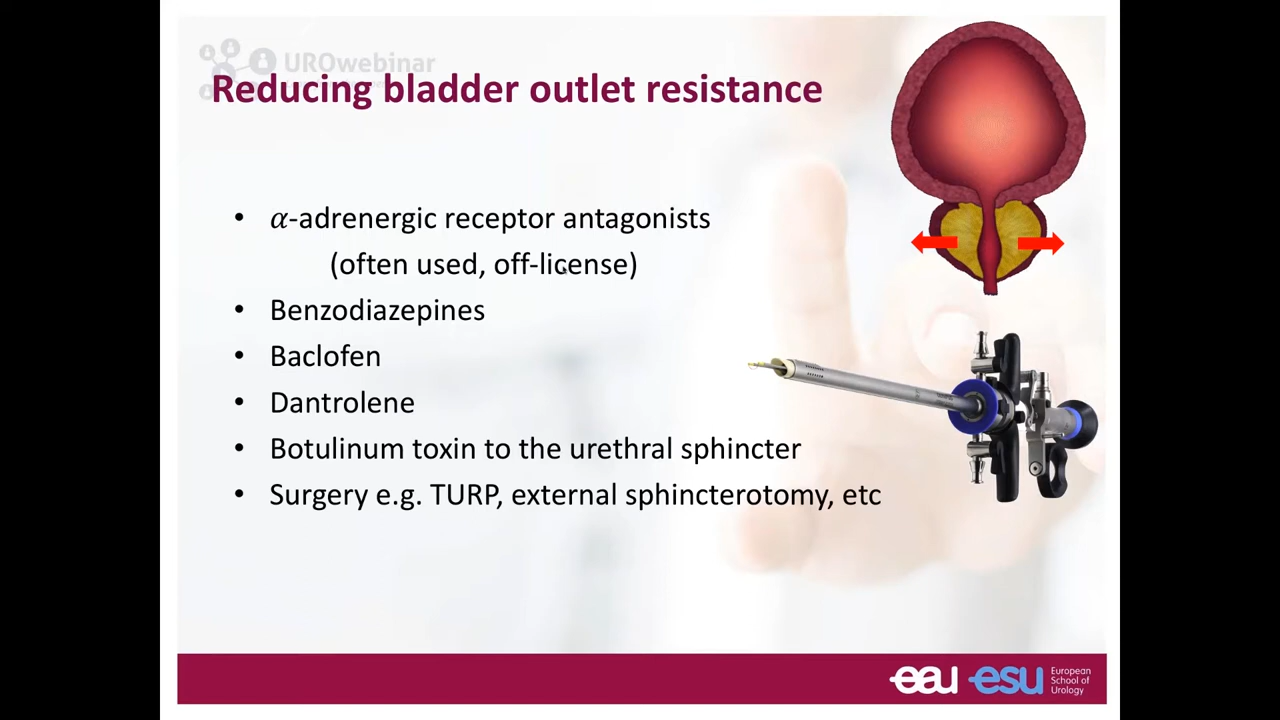 UROwebinar
Reducing bladder outlet resistance
• α-adrenergic receptor antagonists
(often used, off-license)
• Benzodiazepines
• Baclofen
• Dantrolene
• Botulinum toxin to the urethral sphincter
• Surgery e.g. TURP, external sphincterotomy, etc
eau esu European
School of
Urology